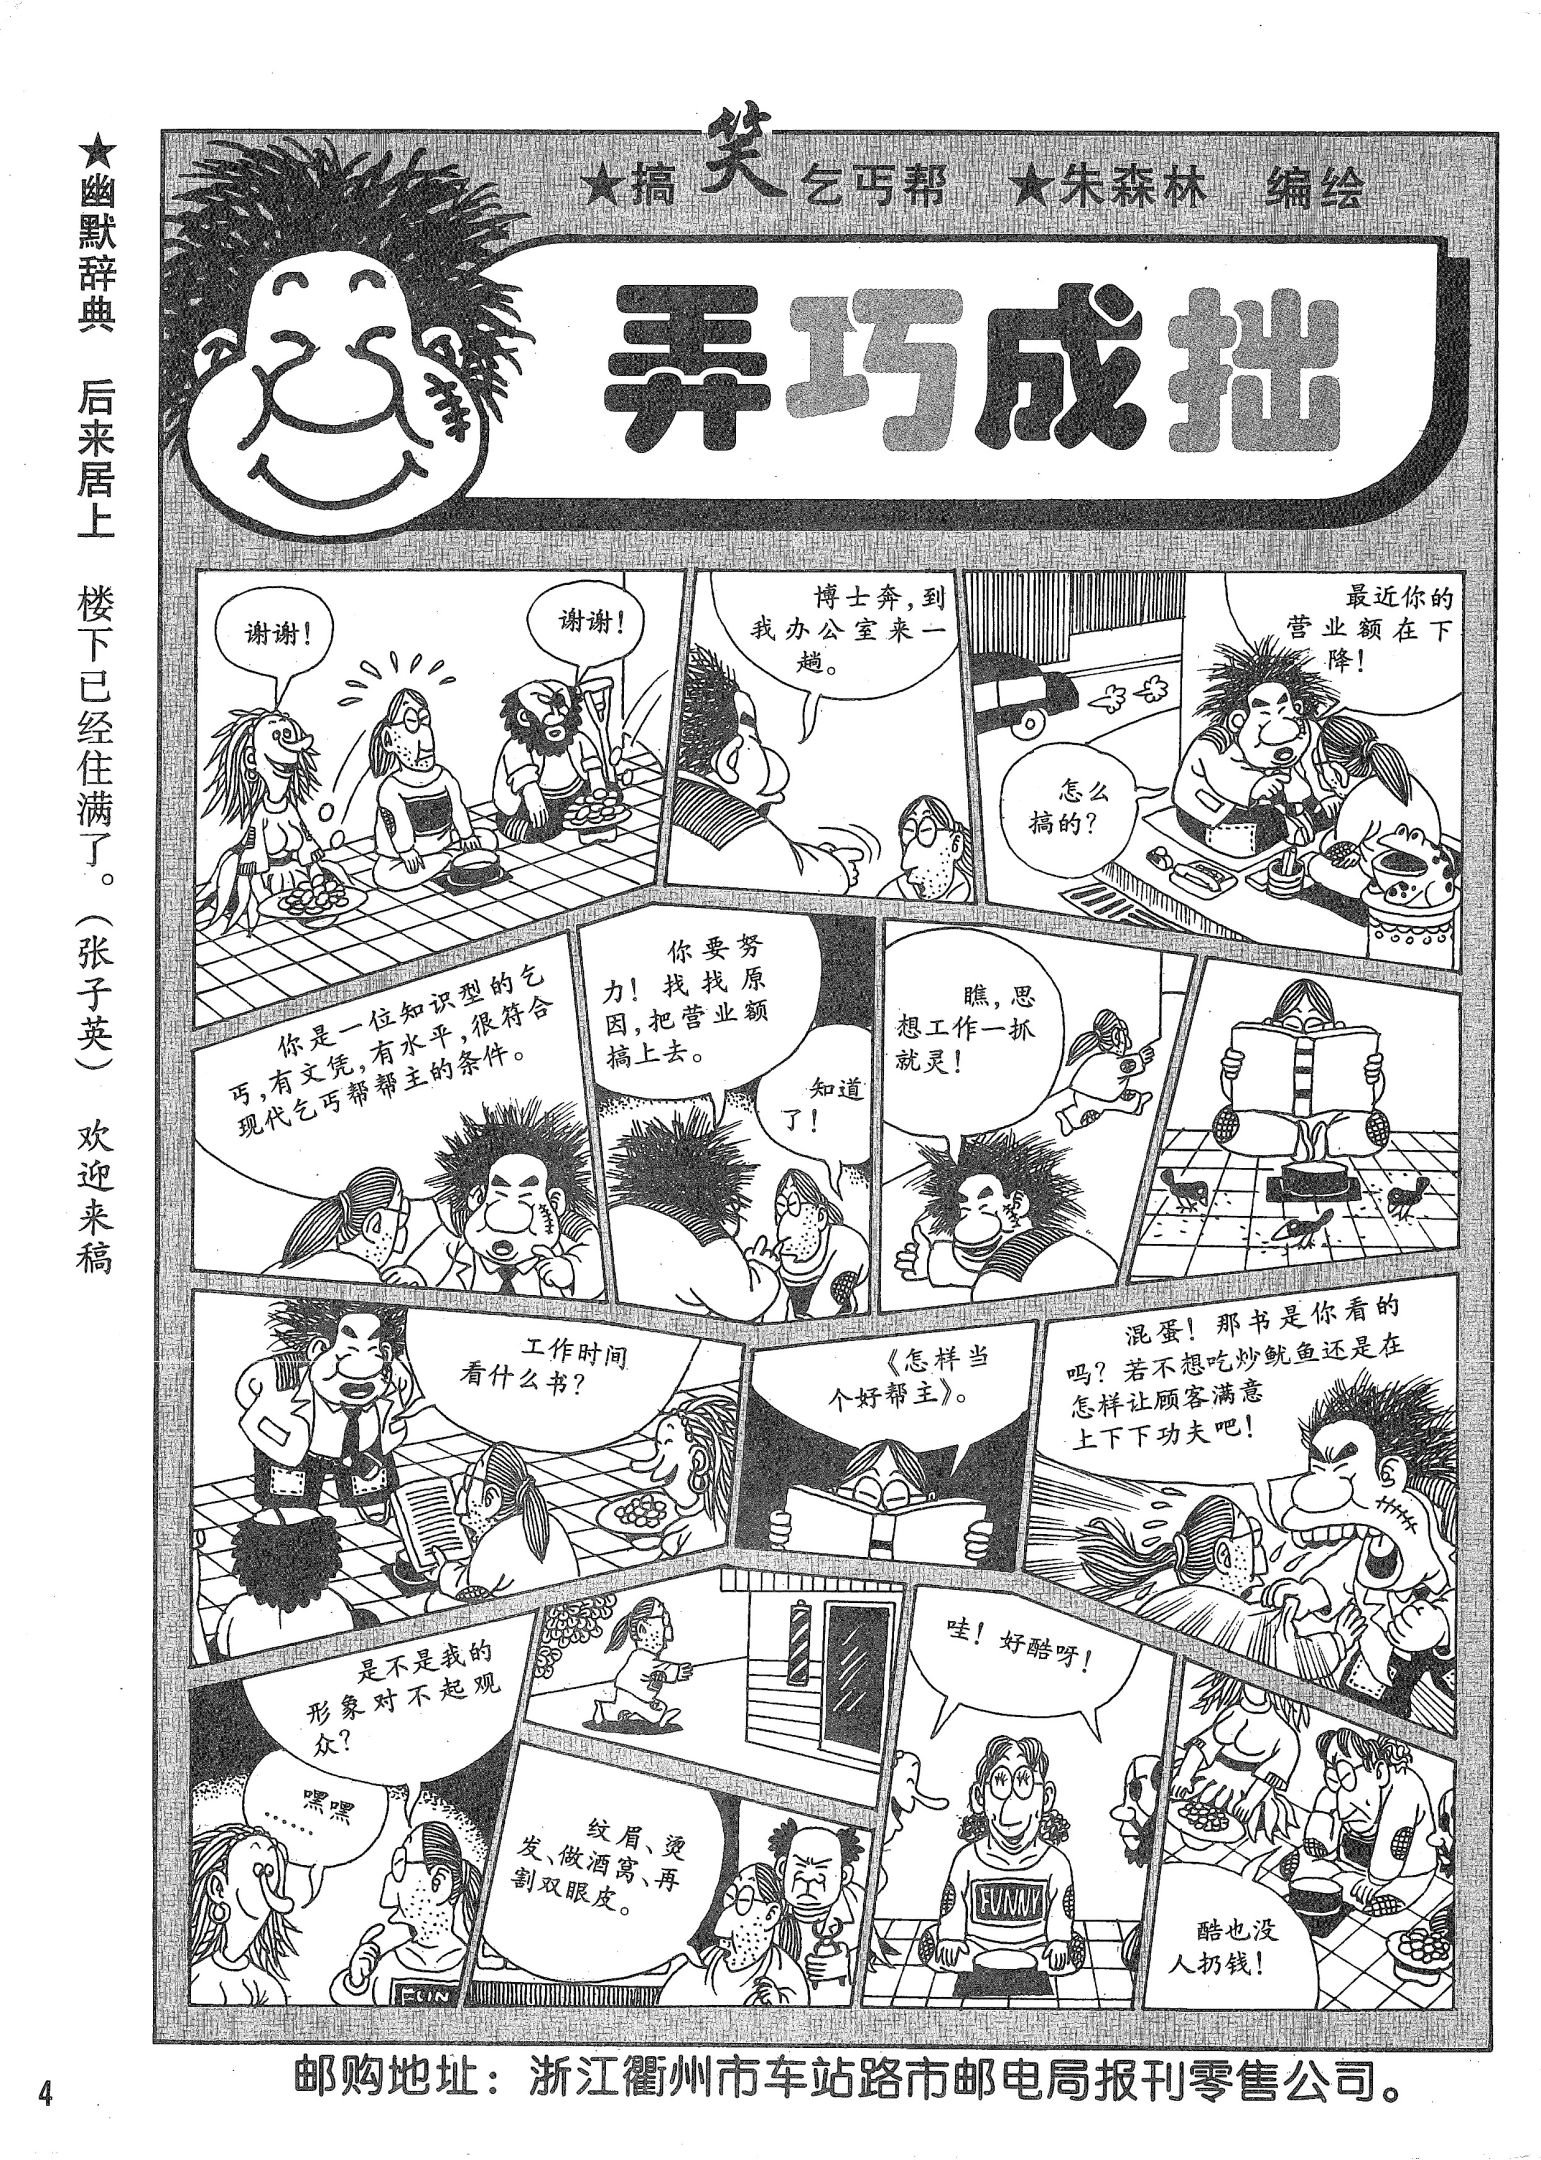 ★搞笑乞丐帮 ★朱森林 编绘
弄巧成拙
★幽默辞典 后来居上 楼下已经住满了。（张子英） 欢迎来稿
谢谢！
谢谢！
博士奔，到
我办公室来一
趟。
最近你的
营业额在下
降！
怎么
搞的？
你是一位知识型的乞
丐，有文凭，有水平，很符合
现代乞丐帮帮主的条件。
你要努
力！找找原
因，把营业额
搞上去。
知道
了！
瞧，思
想工作一抓
就灵！
工作时间
看什么书？
《怎样当
个好帮主》。
混蛋！那书是你看的
吗？若不想吃炒鱿鱼还是在
怎样让顾客满意
上下下功夫吧！
是不是我的
形象对不起观
众？
嘿嘿
……
FUN
纹眉、烫
发、做酒窝、再
割双眼皮。
哇！好酷呀！
FUNNY
酷也没
人扔钱！
邮购地址：浙江衢州市车站路市邮电局报刊零售公司。
4